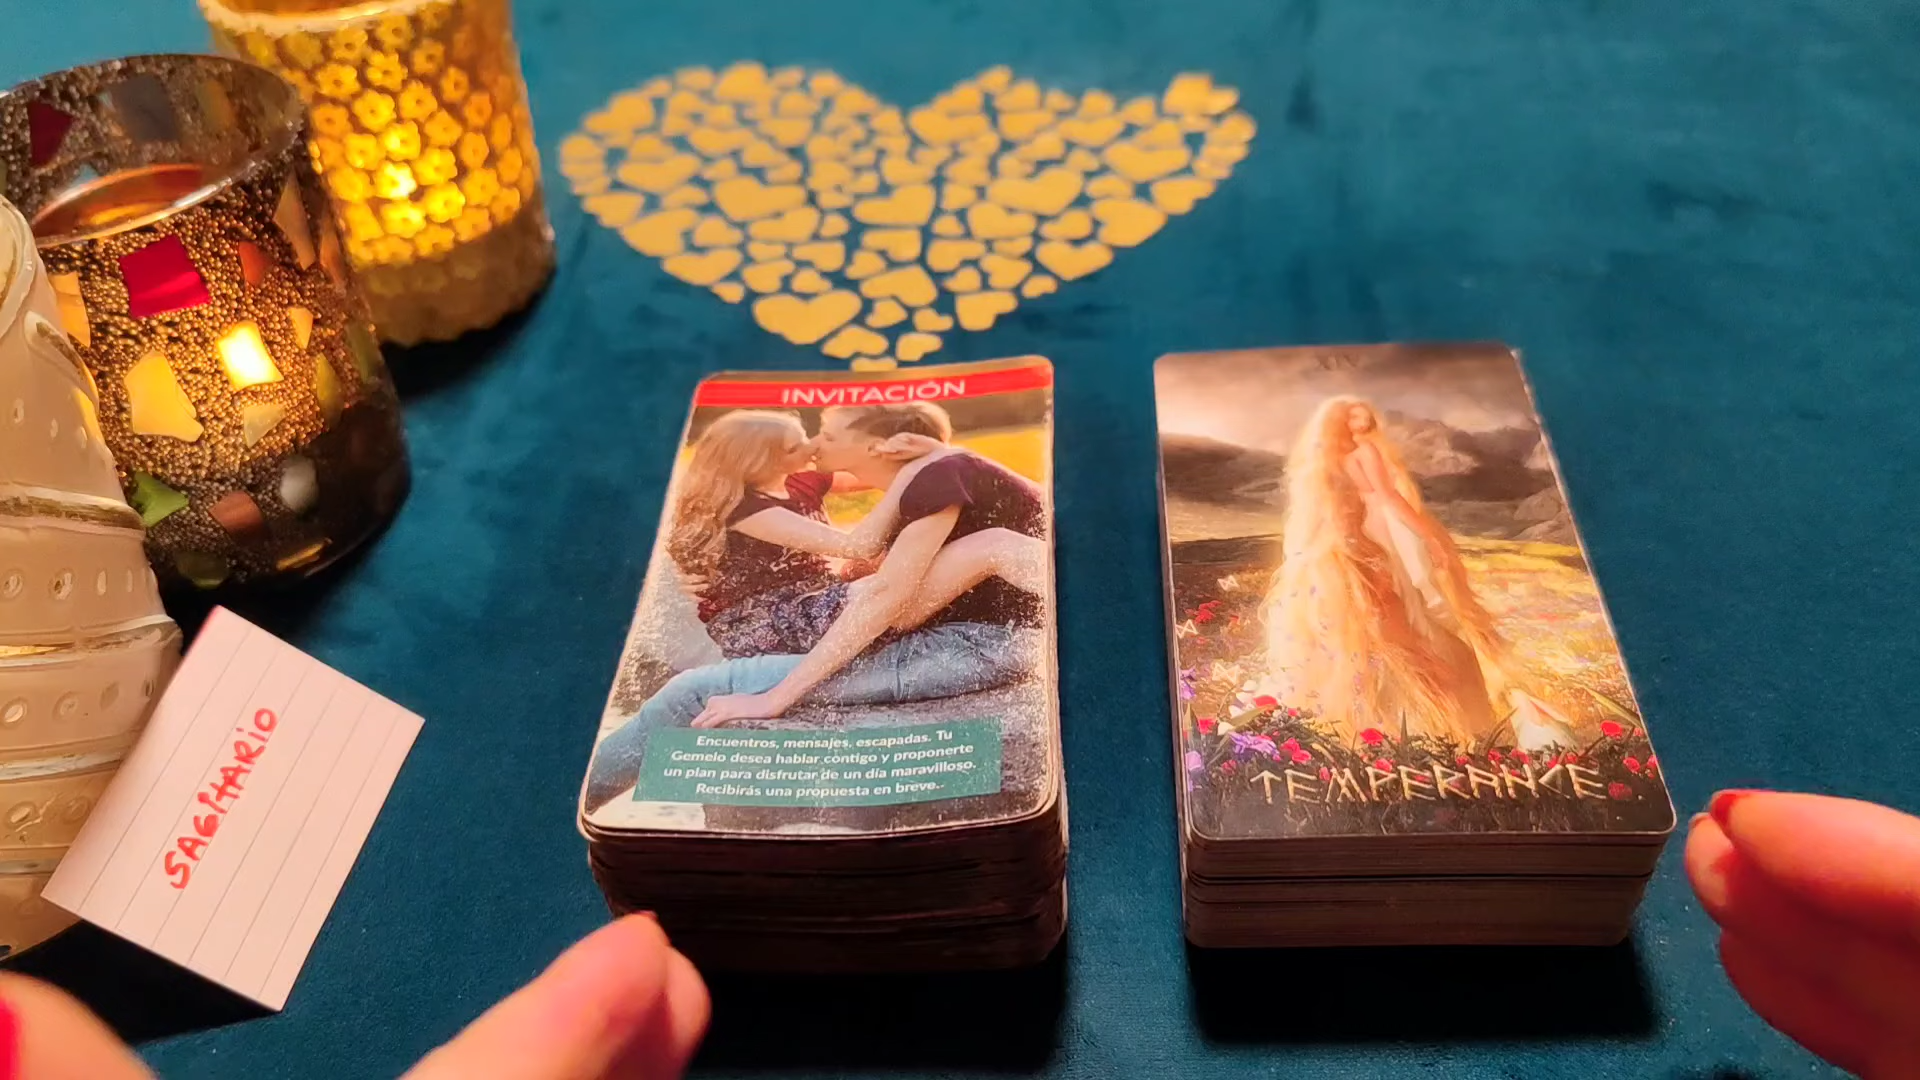 INVITACIÓN
Encuentros, mensajes, escapadas. Tu
Gemelo desea hablar contigo y proponerte
un plan para disfrutar de un día maravilloso.
Recibirás una propuesta en breve..
XIV
TEMPERANCE
SAGITARIO